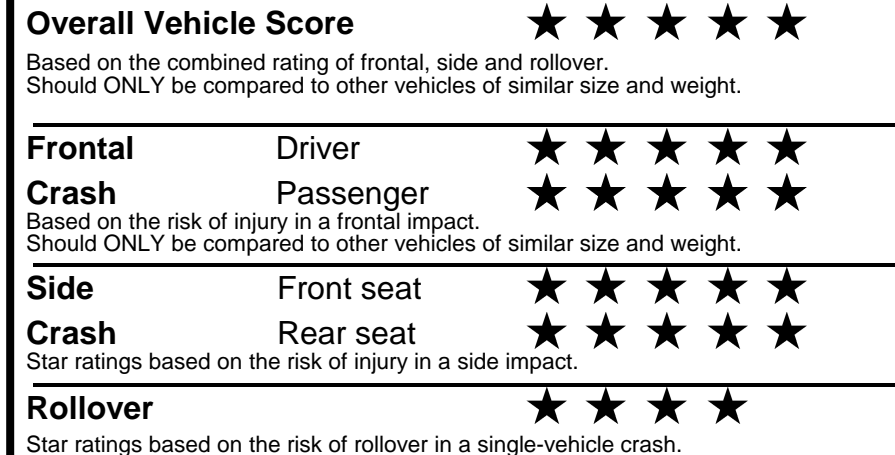 Overall Vehicle Score ★ ★ ★ ★ ★
Based on the combined rating of frontal, side and rollover.
Should ONLY be compared to other vehicles of similar size and weight.
Frontal Driver ★ ★ ★ ★ ★
Crash Passenger ★ ★ ★ ★ ★
Based on the risk of injury in a frontal impact.
Should ONLY be compared to other vehicles of similar size and weight.
Side Front seat ★ ★ ★ ★ ★
Crash Rear seat ★ ★ ★ ★ ★
Star ratings based on the risk of injury in a side impact.
Rollover ★ ★ ★ ★
Star ratings based on the risk of rollover in a single-vehicle crash.